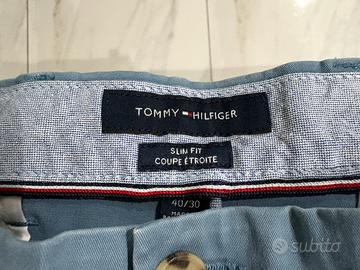 TOMMY HILFIGER
SLIM FIT
COUPE ÉTROITE
40/30
subito